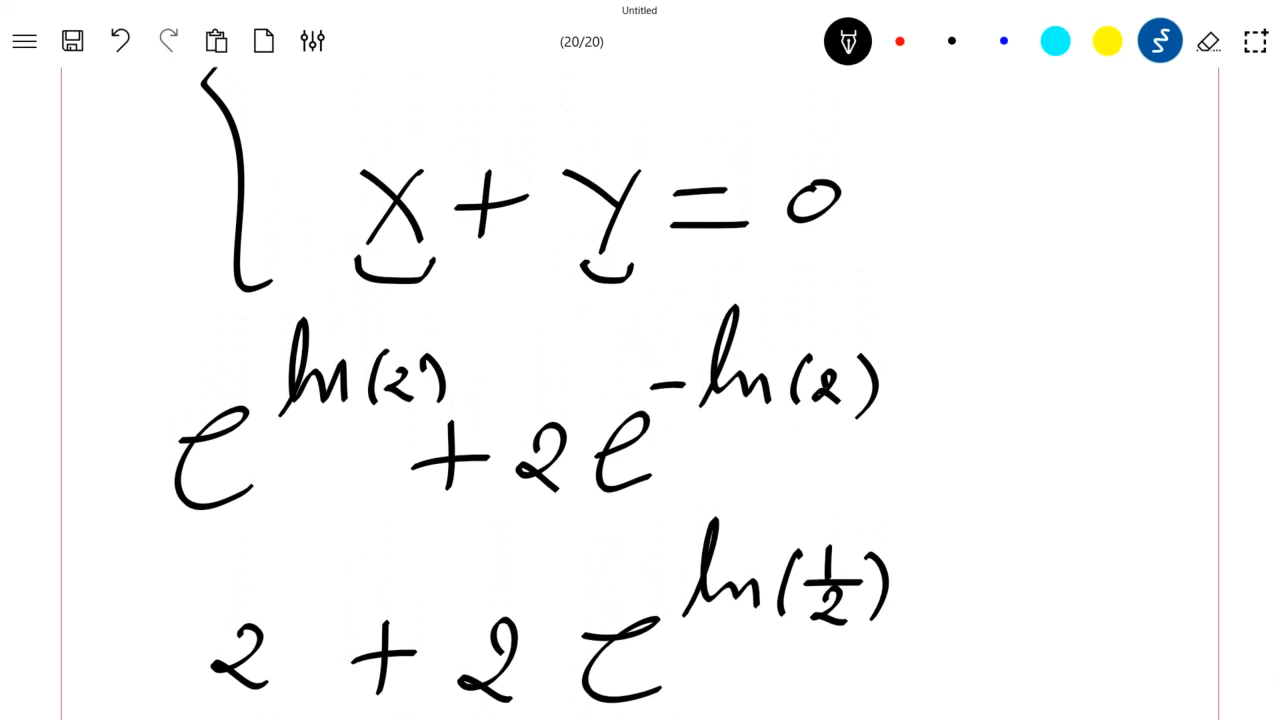 Untitled
(20/20)
x + y = 0
e^{ln(2)} + 2e^{-ln(2)}
2 + 2e^{ln(1/2)}